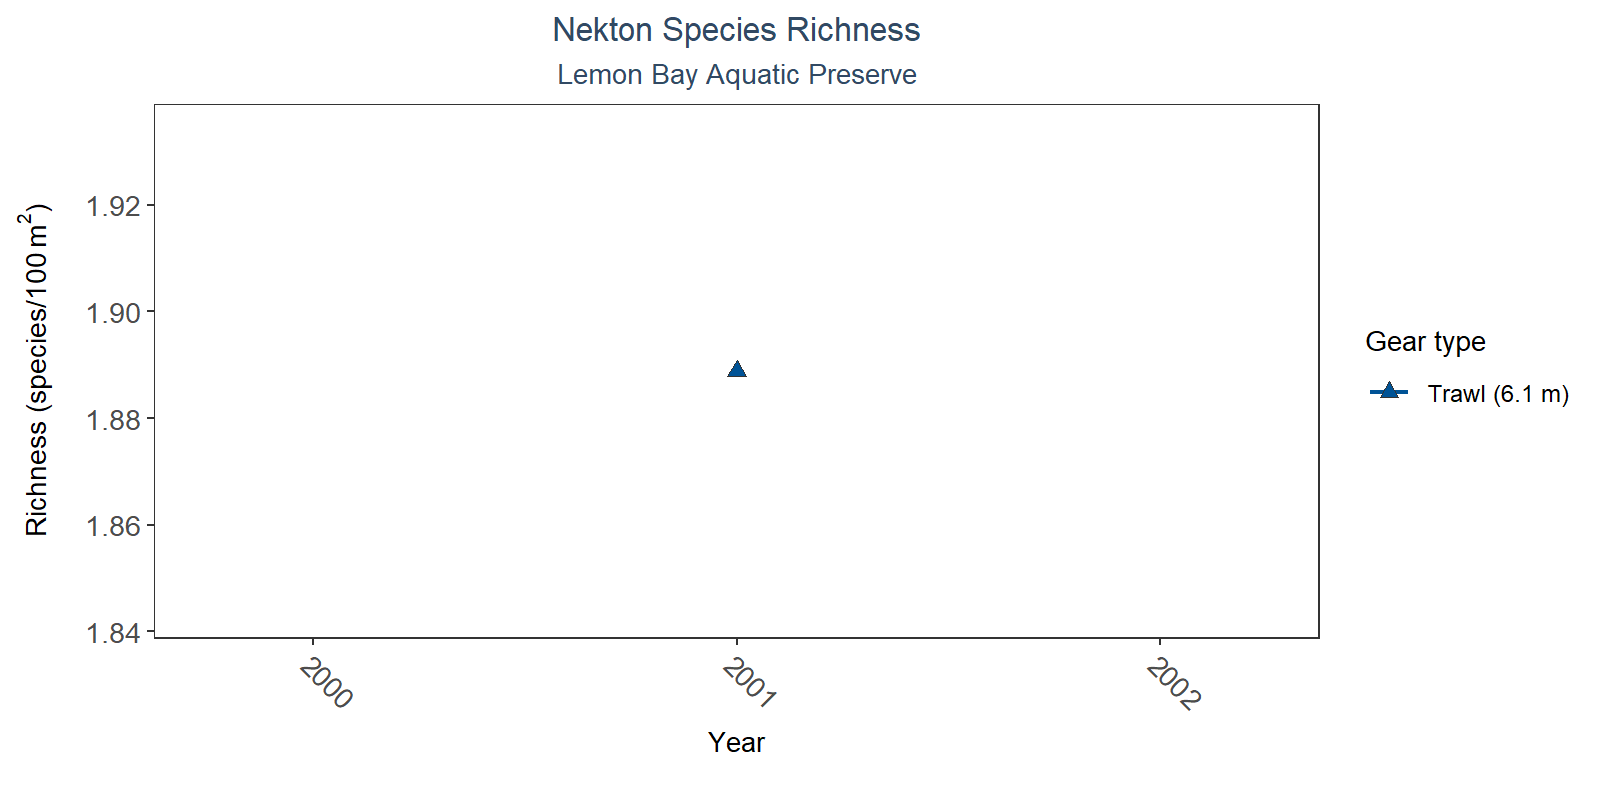 Nekton Species Richness
Lemon Bay Aquatic Preserve
Richness (species/100 m²)
1.92
1.90
1.88
1.86
1.84
2000
2001
2002
Year
Gear type
Trawl (6.1 m)